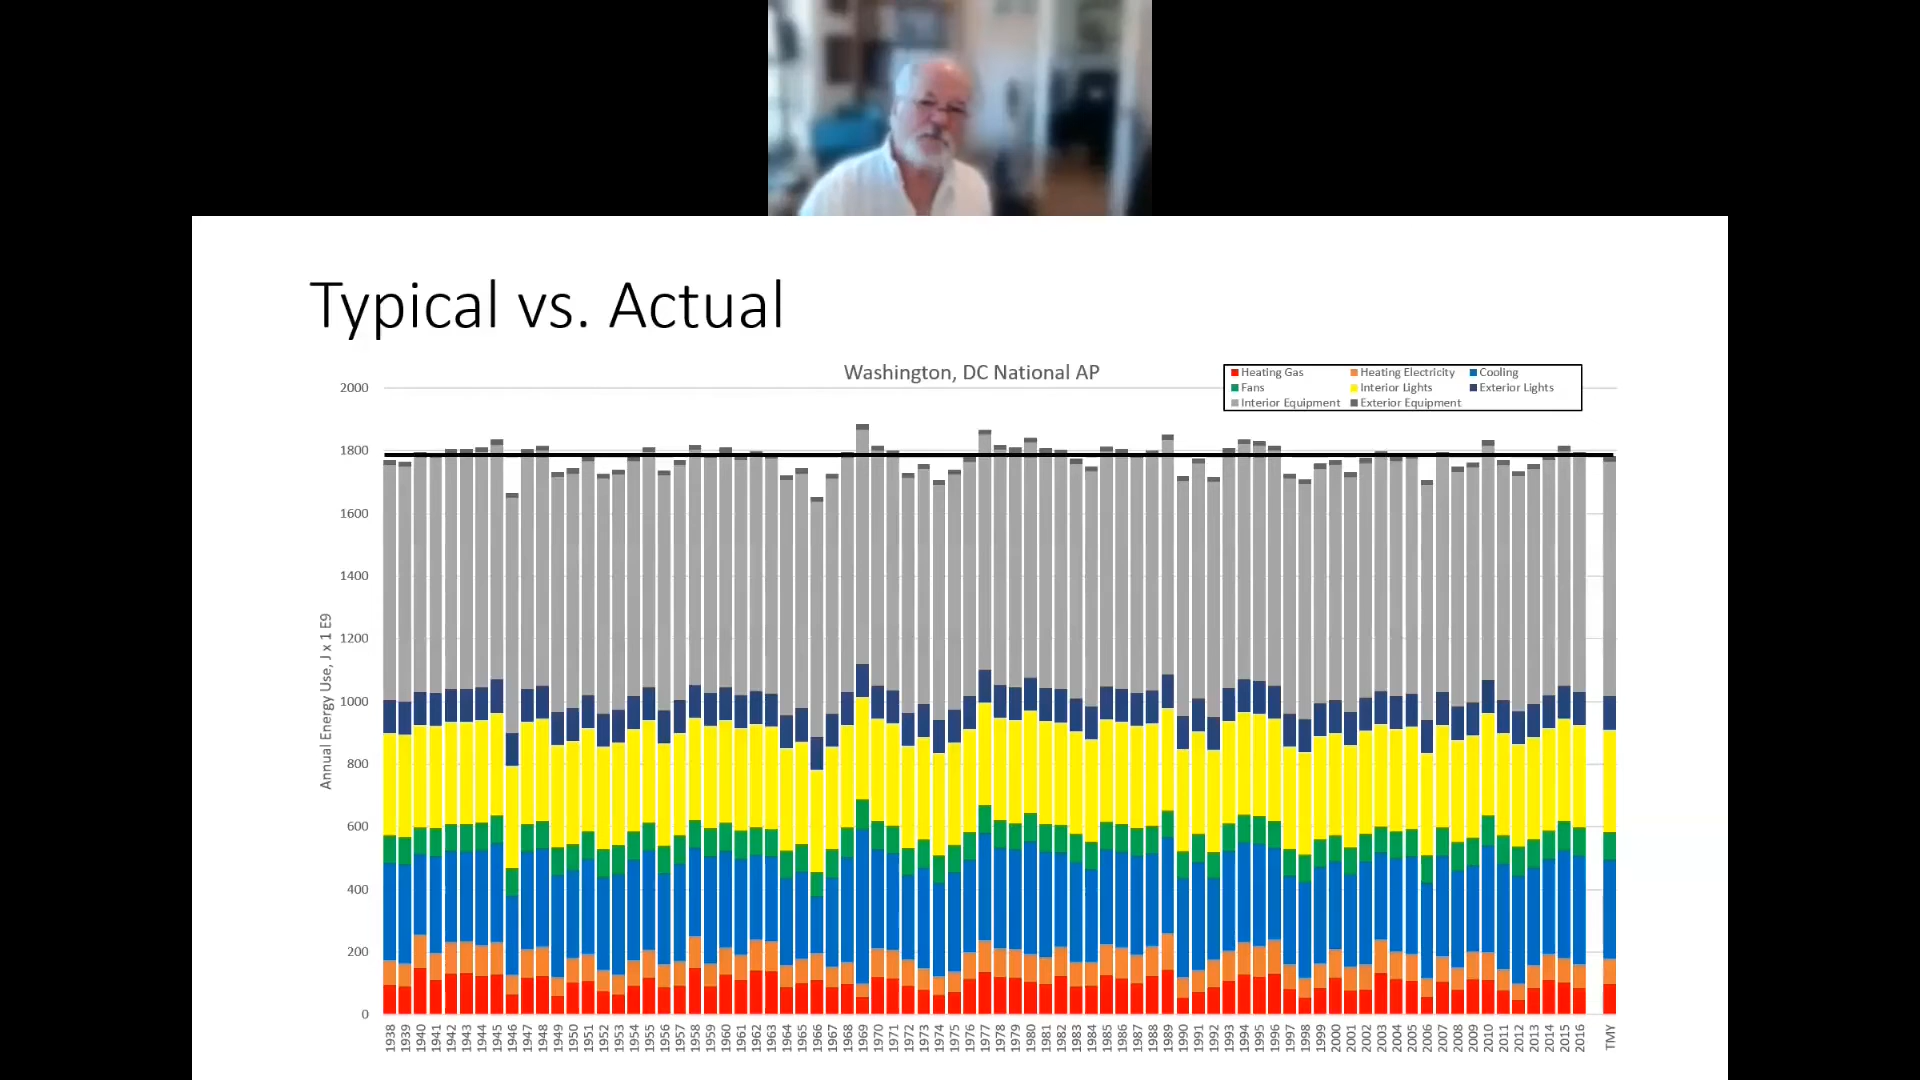 Typical vs. Actual
Washington, DC National AP
Heating Gas Heating Electricity Cooling
Fans Interior Lights Exterior Lights
Interior Equipment Exterior Equipment
Annual Energy Use, J x 1 E9
2000
1800
1600
1400
1200
1000
800
600
400
200
0
1938 1939 1940 1941 1942 1943 1944 1945 1946 1947 1948 1949 1950 1951 1952 1953 1954 1955 1956 1957 1958 1959 1960 1961 1962 1963 1964 1965 1966 1967 1968 1969 1970 1971 1972 1973 1974 1975 1976 1977 1978 1979 1980 1981 1982 1983 1984 1985 1986 1987 1988 1989 1990 1991 1992 1993 1994 1995 1996 1997 1998 1999 2000 2001 2002 2003 2004 2005 2006 2007 2008 2009 2010 2011 2012 2013 2014 2015 2016 TMY